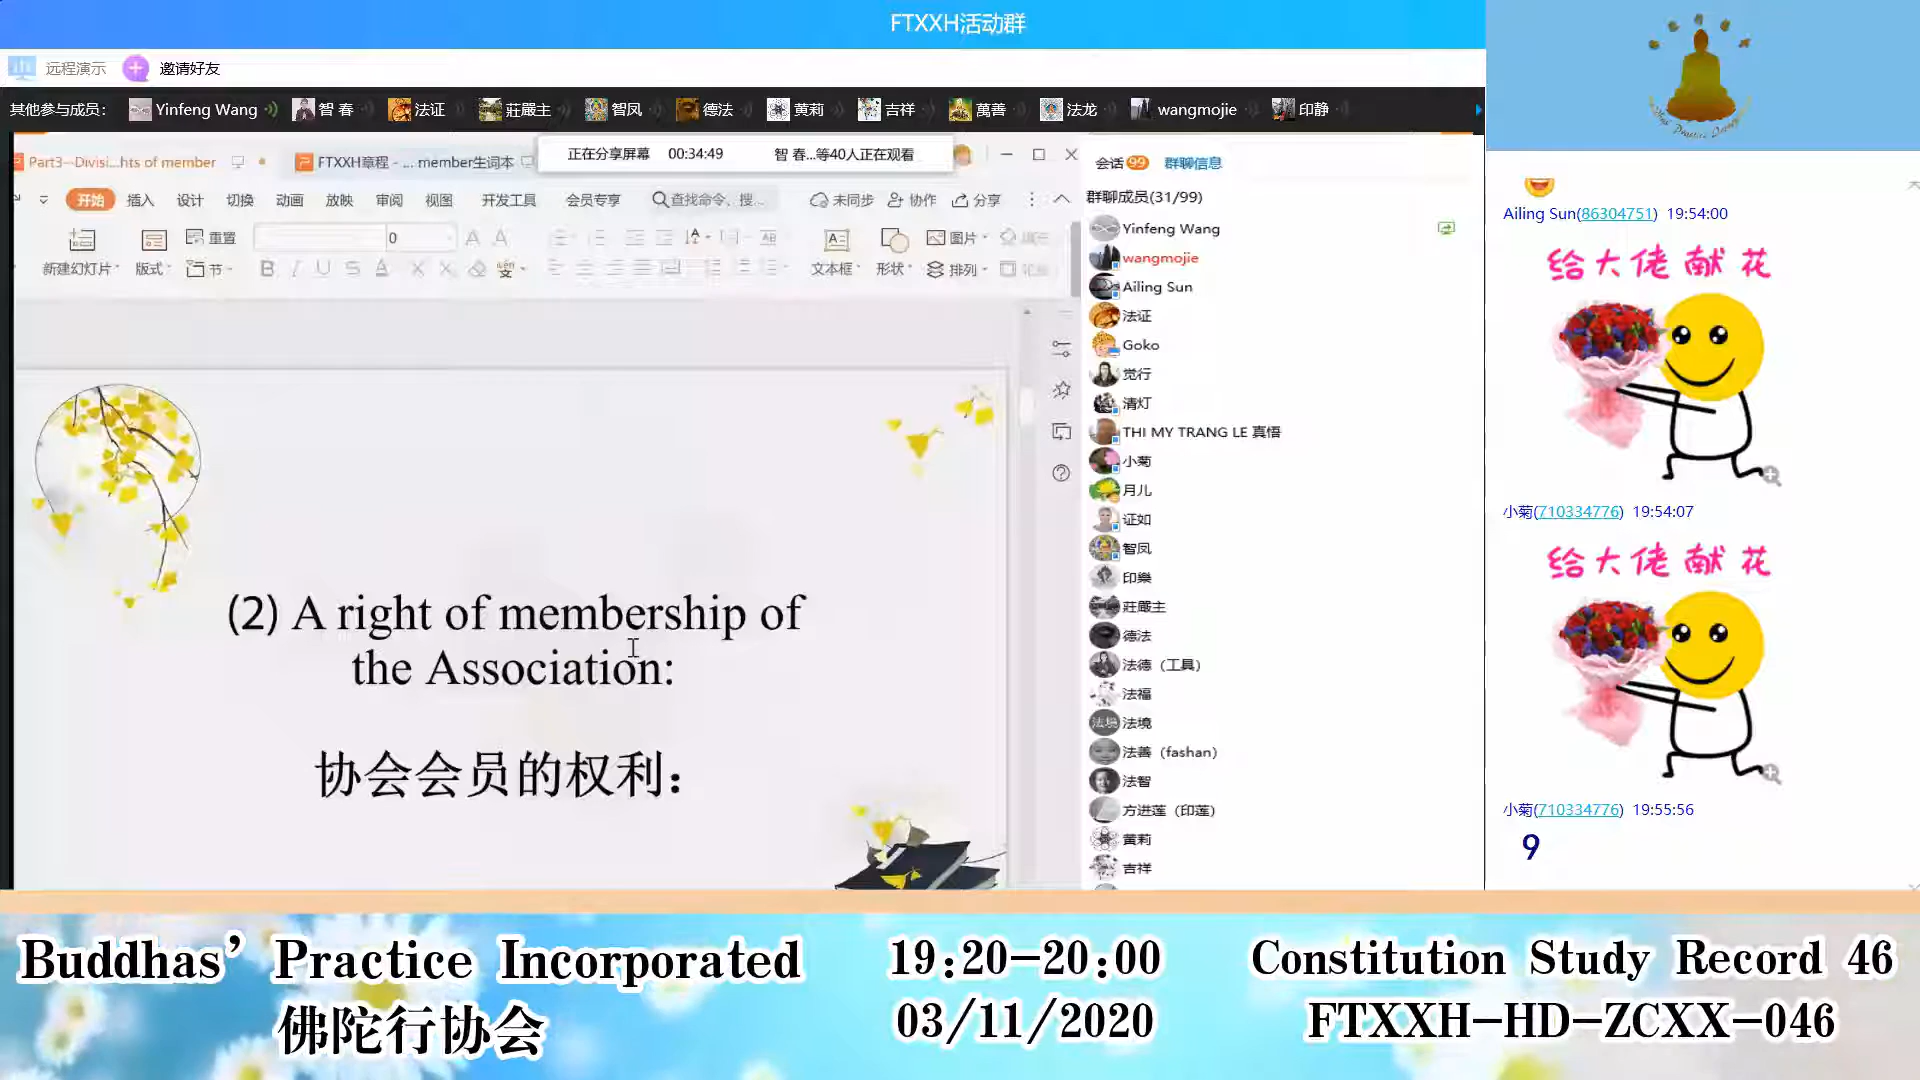 FTXXH活动群
远程演示 邀请好友
其他参与成员: Yinfeng Wang 智 春 法证 莊嚴主 智凤 德法 黄莉 吉祥 萬善 法龙 wangmojie 印静
Part3--Divisi...hts of member FTXXH章程 - ... member生词本
正在分享屏幕 00:34:49 智 春...等40人正在观看
开始 插入 设计 切换 动画 放映 审阅 视图 开发工具 会员专享 查找命令、搜... 未同步 协作 分享
新建幻灯片 版式 重置 节 0 B I U S A 文本框 形状 图片 排列
(2) A right of membership of
the Association:
协会会员的权利：
会话 99 群聊信息
群聊成员(31/99)
Yinfeng Wang
wangmojie
Ailing Sun
法证
Goko
觉行
清灯
THI MY TRANG LE 真悟
小菊
月儿
证如
智凤
印樂
莊嚴主
德法
法德（工具）
法福
法境
法善（fashan）
法智
方进莲（印莲）
黄莉
吉祥
Ailing Sun(86304751) 19:54:00
给大佬献花
小菊(710334776) 19:54:07
给大佬献花
小菊(710334776) 19:55:56
9
Buddhas' Practice Incorporated
佛陀行协会
19:20-20:00
03/11/2020
Constitution Study Record 46
FTXXH-HD-ZCXX-046